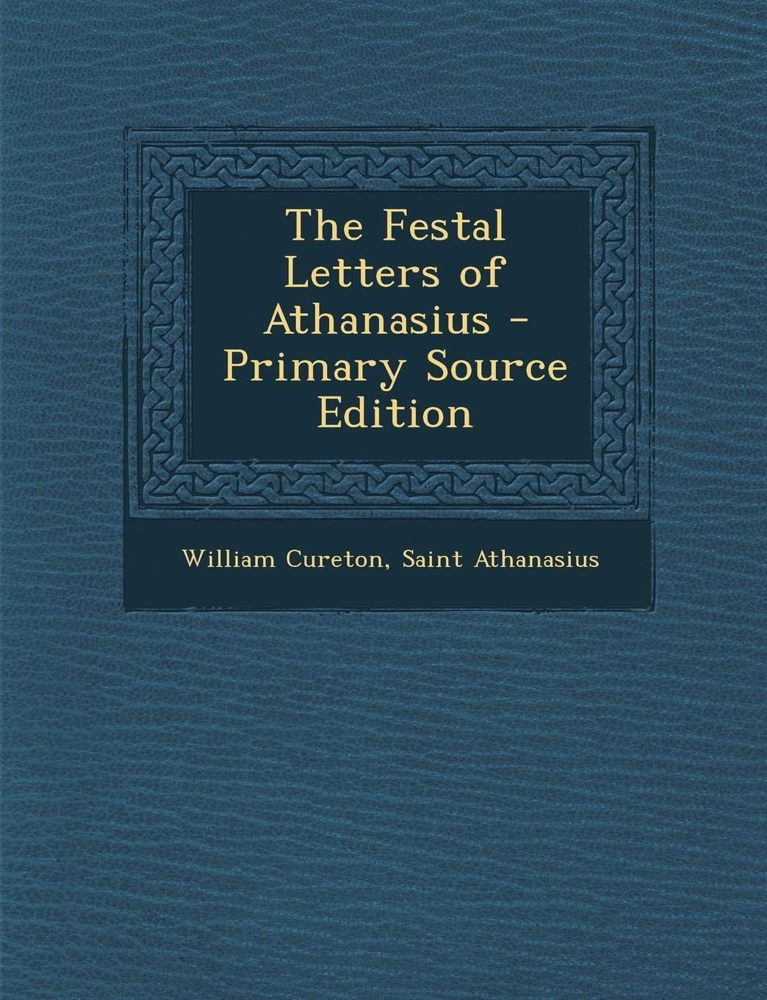 The Festal
Letters of
Athanasius -
Primary Source
Edition
William Cureton, Saint Athanasius